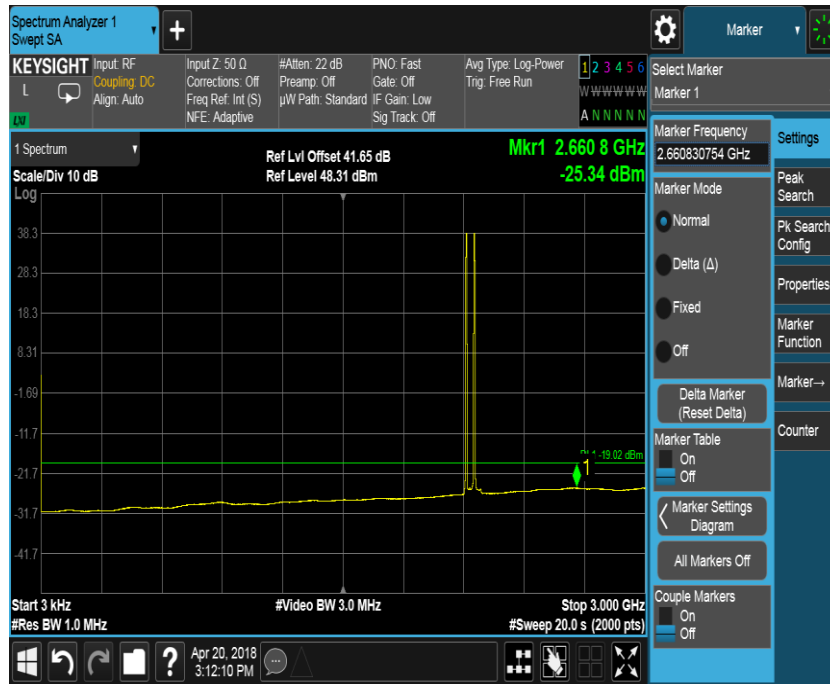 Spectrum Analyzer 1
Swept SA
+
Marker
KEYSIGHT
L
LXI
Input: RF
Coupling: DC
Align: Auto
Input Z: 50 Ω
Corrections: Off
Freq Ref: Int (S)
NFE: Adaptive
#Atten: 22 dB
Preamp: Off
µW Path: Standard
PNO: Fast
Gate: Off
IF Gain: Low
Sig Track: Off
Avg Type: Log-Power
Trig: Free Run
1 2 3 4 5 6
W W W W W W
A N N N N N
Select Marker
Marker 1
1 Spectrum
Scale/Div 10 dB
Log
Ref Lvl Offset 41.65 dB
Ref Level 48.31 dBm
Mkr1 2.660 8 GHz
-25.34 dBm
38.3
28.3
18.3
8.31
-1.69
-11.7
-21.7
-31.7
-41.7
-19.02 dBm
1
Start 3 kHz
#Res BW 1.0 MHz
#Video BW 3.0 MHz
Stop 3.000 GHz
#Sweep 20.0 s (2000 pts)
Marker Frequency
2.660830754 GHz
Marker Mode
Normal
Delta (Δ)
Fixed
Off
Delta Marker
(Reset Delta)
Marker Table
On
Off
Marker Settings
Diagram
All Markers Off
Couple Markers
On
Off
Settings
Peak
Search
Pk Search
Config
Properties
Marker
Function
Marker→
Counter
?
Apr 20, 2018
3:12:10 PM